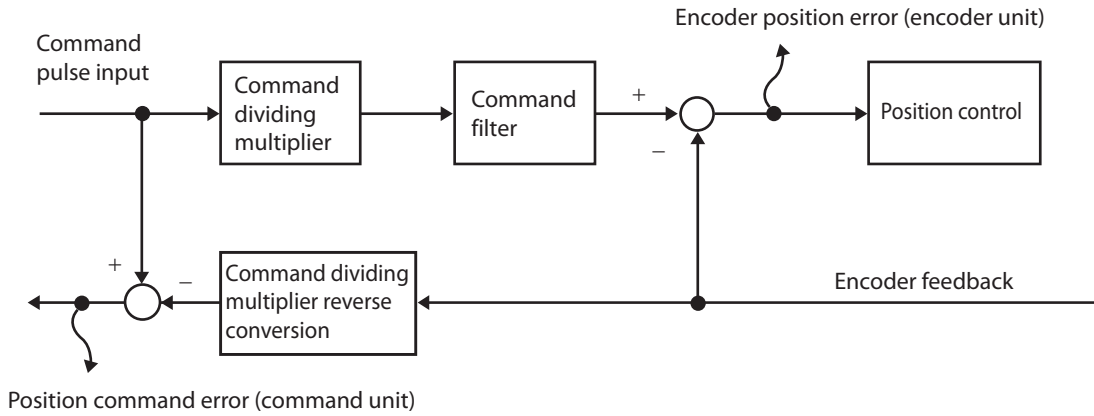 Encoder position error (encoder unit)
Command
pulse input
Command
dividing
multiplier
Command
filter
+
−
Position control
+
−
Command dividing
multiplier reverse
conversion
Encoder feedback
Position command error (command unit)